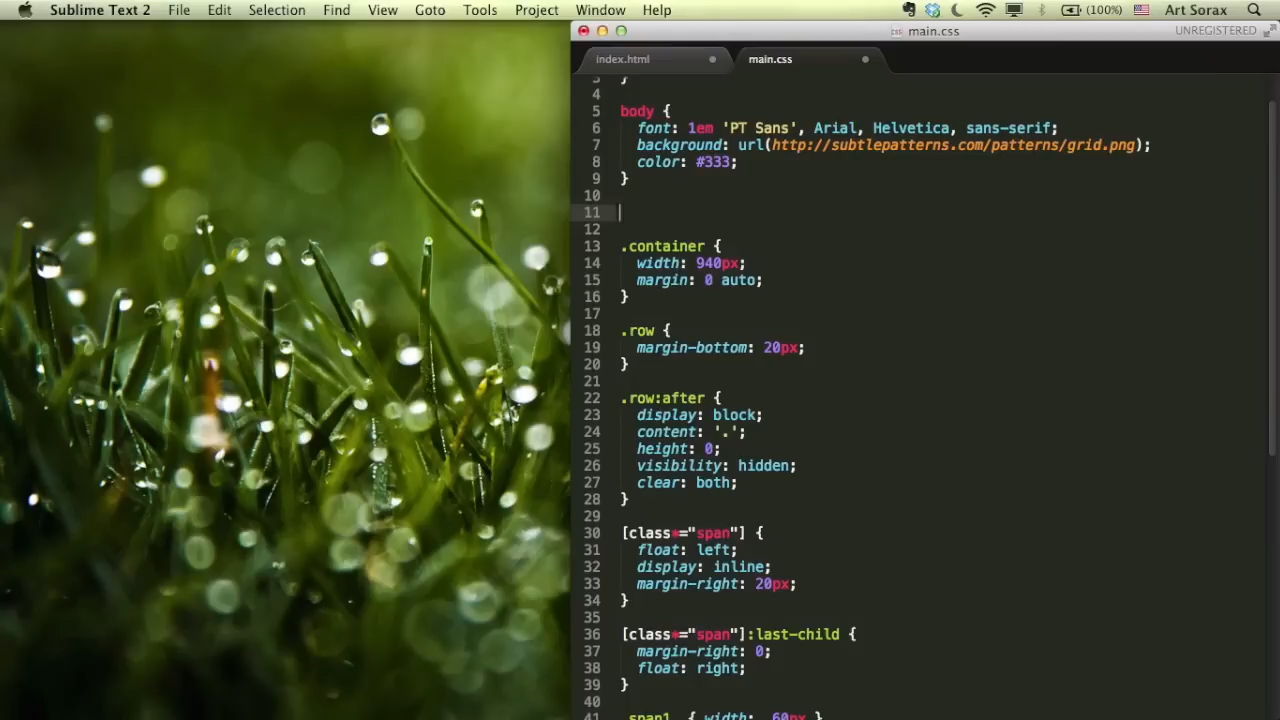 Sublime Text 2 File Edit Selection Find View Goto Tools Project Window Help (100%) Art Sorax
main.css UNREGISTERED
index.html main.css
3 }
4
5 body {
6 font: 1em 'PT Sans', Arial, Helvetica, sans-serif;
7 background: url(http://subtlepatterns.com/patterns/grid.png);
8 color: #333;
9 }
10
11
12
13 .container {
14 width: 940px;
15 margin: 0 auto;
16 }
17
18 .row {
19 margin-bottom: 20px;
20 }
21
22 .row:after {
23 display: block;
24 content: '.';
25 height: 0;
26 visibility: hidden;
27 clear: both;
28 }
29
30 [class*="span"] {
31 float: left;
32 display: inline;
33 margin-right: 20px;
34 }
35
36 [class*="span"]:last-child {
37 margin-right: 0;
38 float: right;
39 }
40
41 .span1 { width: 60px }